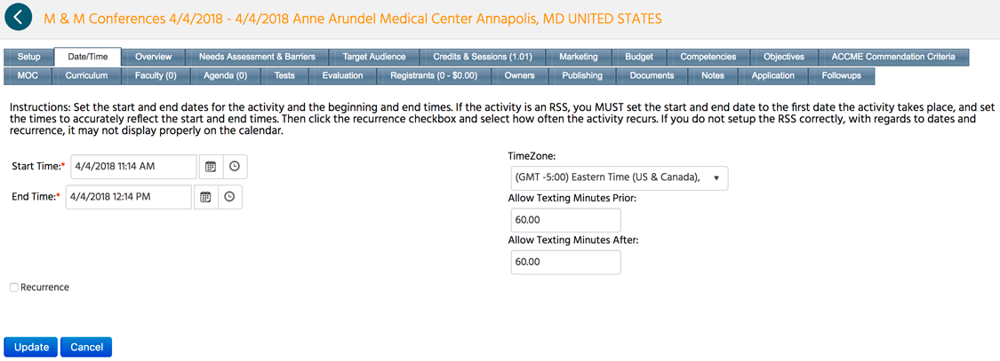 M & M Conferences 4/4/2018 - 4/4/2018 Anne Arundel Medical Center Annapolis, MD UNITED STATES
Setup Date/Time Overview Needs Assessment & Barriers Target Audience Credits & Sessions (1.01) Marketing Budget Competencies Objectives ACCME Commendation Criteria
MOC Curriculum Faculty (0) Agenda (0) Tests Evaluation Registrants (0 - $0.00) Owners Publishing Documents Notes Application Followups
Instructions: Set the start and end dates for the activity and the beginning and end times. If the activity is an RSS, you MUST set the start and end date to the first date the activity takes place, and set
the times to accurately reflect the start and end times. Then click the recurrence checkbox and select how often the activity recurs. If you do not setup the RSS correctly, with regards to dates and
recurrence, it may not display properly on the calendar.
Start Time:* 4/4/2018 11:14 AM
End Time:* 4/4/2018 12:14 PM
TimeZone:
(GMT -5:00) Eastern Time (US & Canada),
Allow Texting Minutes Prior:
60.00
Allow Texting Minutes After:
60.00
Recurrence
Update Cancel